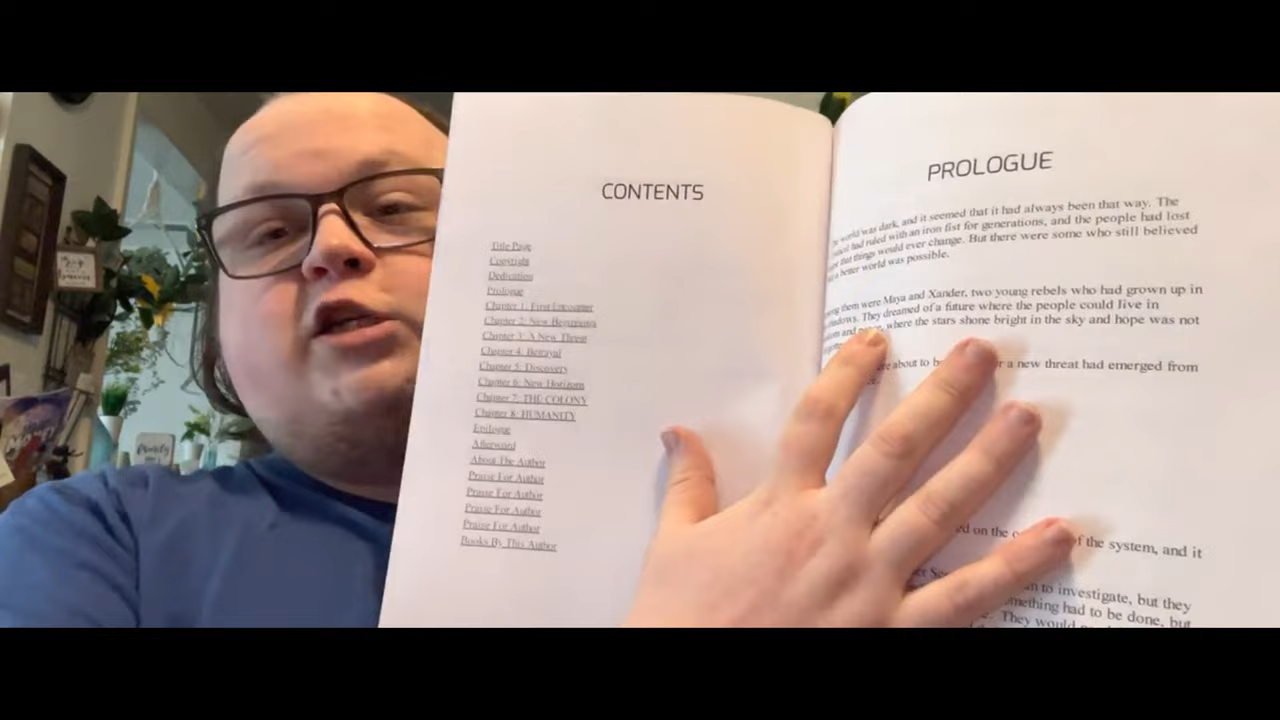 CONTENTS
Title Page
Copyright
Dedication
Prologue
Chapter 1: First Encounter
Chapter 2: New Beginnings
Chapter 3: A New Threat
Chapter 4: Betrayal
Chapter 5: Discovery
Chapter 6: New Horizons
Chapter 7: THE COLONY
Chapter 8: HUMANITY
Epilogue
Afterword
About The Author
Praise For Author
Praise For Author
Praise For Author
Praise For Author
Books By This Author
PROLOGUE
world was dark, and it seemed that it had always been that way. The
had ruled with an iron fist for generations, and the people had lost
that things would ever change. But there were some who still believed
a better world was possible.
them were Maya and Xander, two young rebels who had grown up in
They dreamed of a future where the people could live in
and where the stars shone bright in the sky and hope was not
about to a new threat had emerged from
on the of the system, and it
to investigate, but they
something had to be done, but
They would